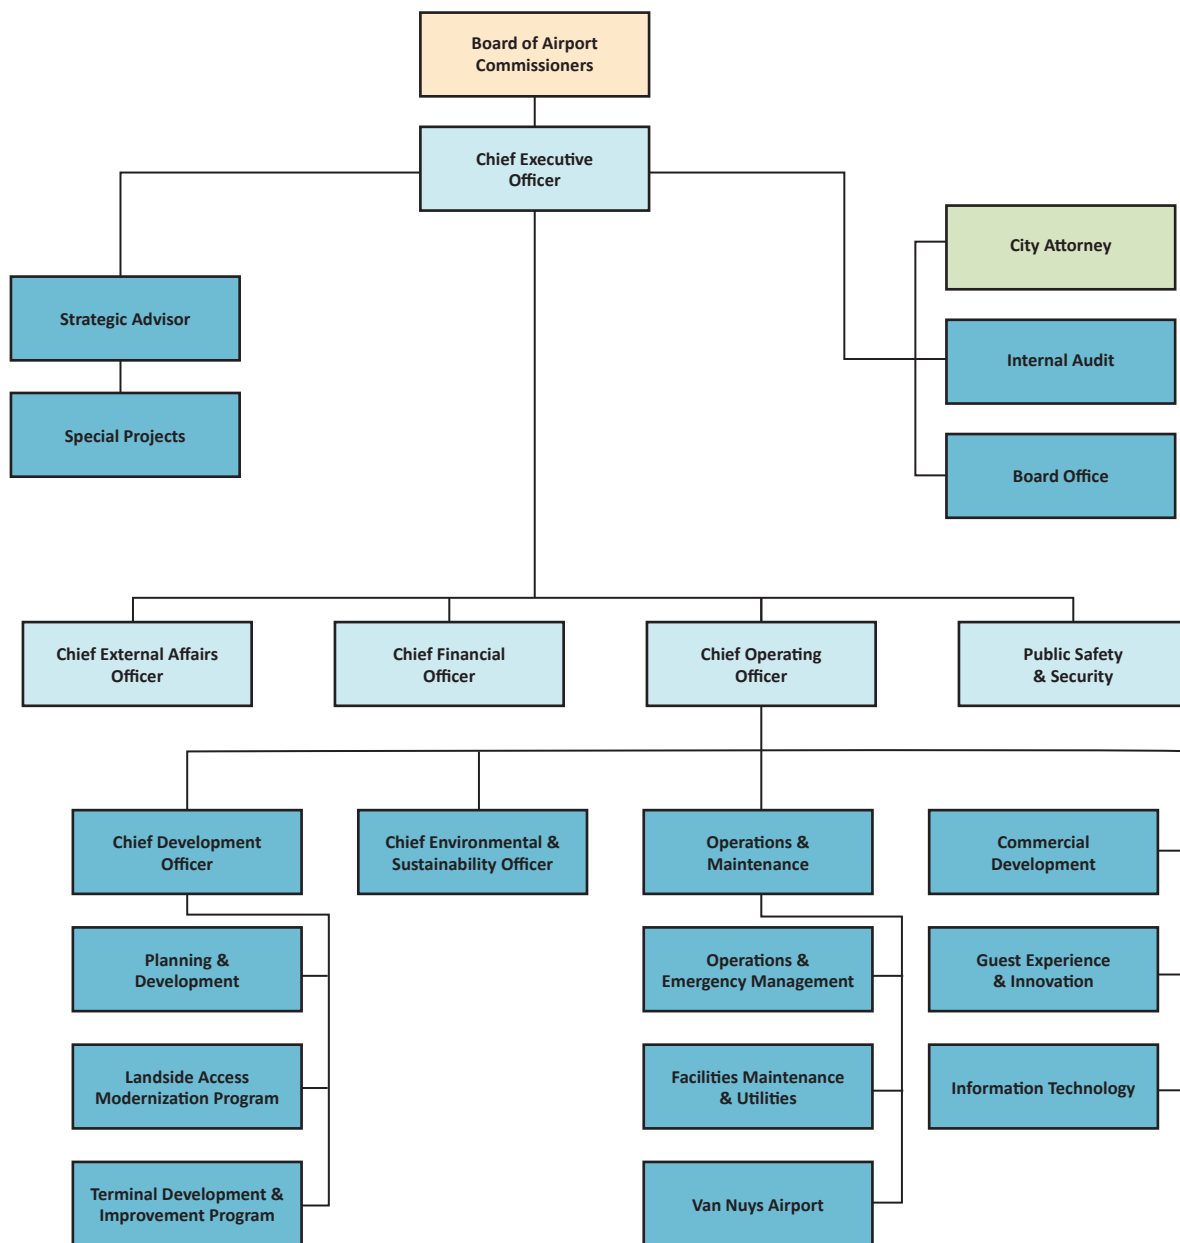 Board of Airport
Commissioners
Chief Executive
Officer
City Attorney
Strategic Advisor
Internal Audit
Special Projects
Board Office
Chief External Affairs
Officer
Chief Financial
Officer
Chief Operating
Officer
Public Safety
& Security
Chief Development
Officer
Chief Environmental &
Sustainability Officer
Operations &
Maintenance
Commercial
Development
Planning &
Development
Operations &
Emergency Management
Guest Experience
& Innovation
Landside Access
Modernization Program
Facilities Maintenance
& Utilities
Information Technology
Terminal Development &
Improvement Program
Van Nuys Airport